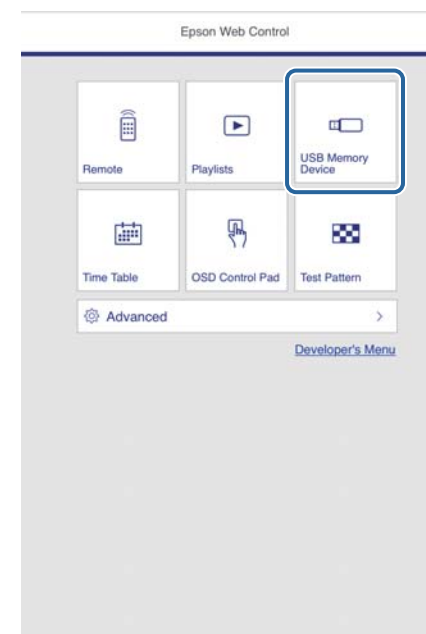 Epson Web Control
Remote
Playlists
USB Memory
Device
Time Table
OSD Control Pad
Test Pattern
Advanced
Developer's Menu